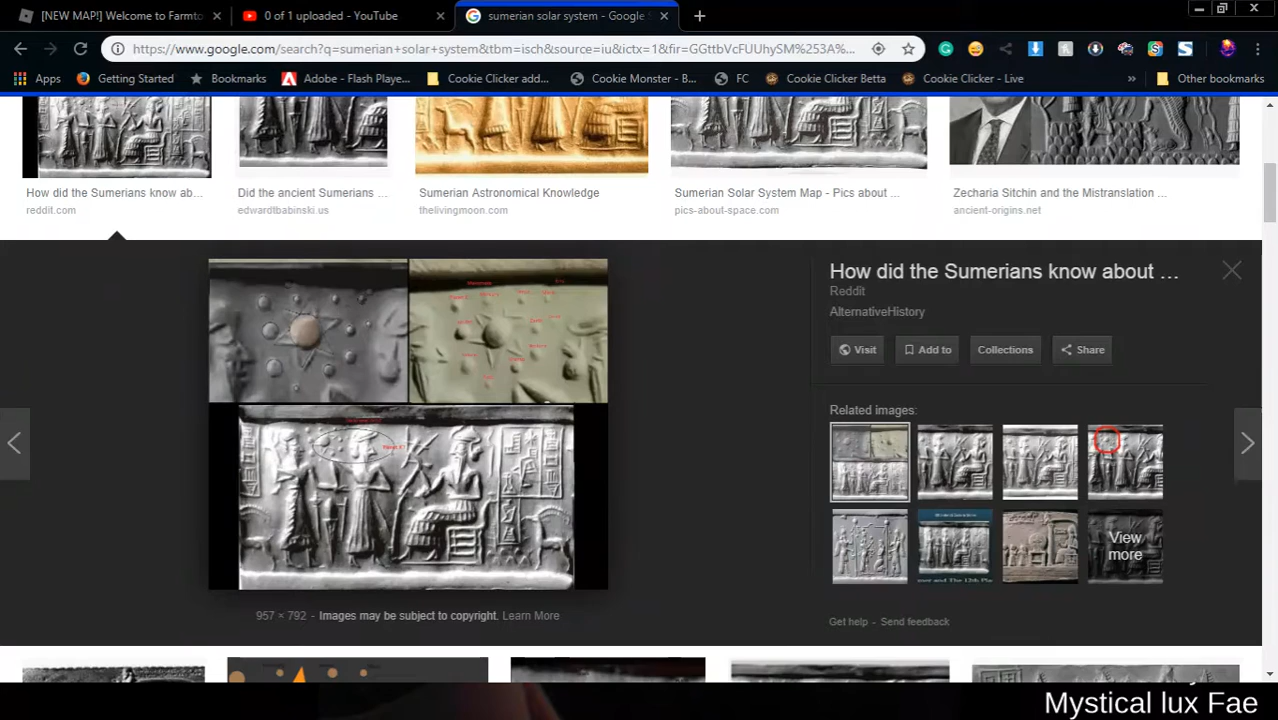 [NEW MAP!] Welcome to Farmto
0 of 1 uploaded - YouTube
sumerian solar system - Google
https://www.google.com/search?q=sumerian+solar+system&tbm=isch&source=iu&ictx=1&fir=GGttbVcFUUhySM%253A%...
Apps
Getting Started
Bookmarks
Adobe - Flash Playe...
Cookie Clicker add...
Cookie Monster - B...
FC
Cookie Clicker Betta
Cookie Clicker - Live
»
Other bookmarks
How did the Sumerians know ab...
reddit.com
Did the ancient Sumerians ...
edwardtbabinski.us
Sumerian Astronomical Knowledge
thelivingmoon.com
Sumerian Solar System Map - Pics about ...
pics-about-space.com
Zecharia Sitchin and the Mistranslation ...
ancient-origins.net
How did the Sumerians know about ...
Reddit
AlternativeHistory
Visit
Add to
Collections
Share
Related images:
View
more
957 × 792 - Images may be subject to copyright. Learn More
Get help - Send feedback
Mystical lux Fae